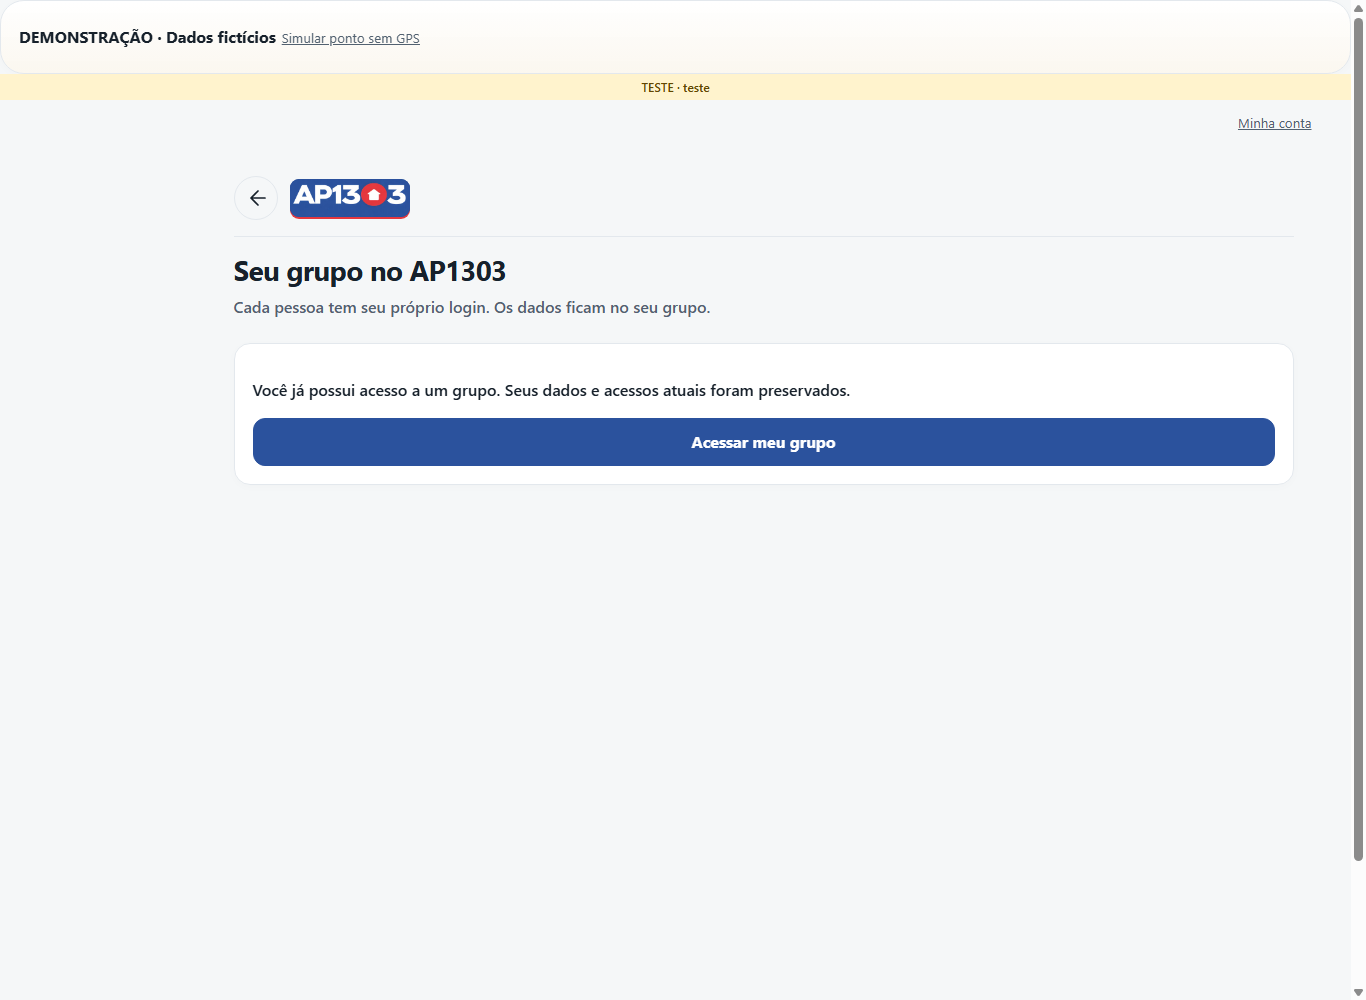 DEMONSTRAÇÃO · Dados fictícios Simular ponto sem GPS
TESTE · teste
Minha conta
AP1303
Seu grupo no AP1303
Cada pessoa tem seu próprio login. Os dados ficam no seu grupo.
Você já possui acesso a um grupo. Seus dados e acessos atuais foram preservados.
Acessar meu grupo